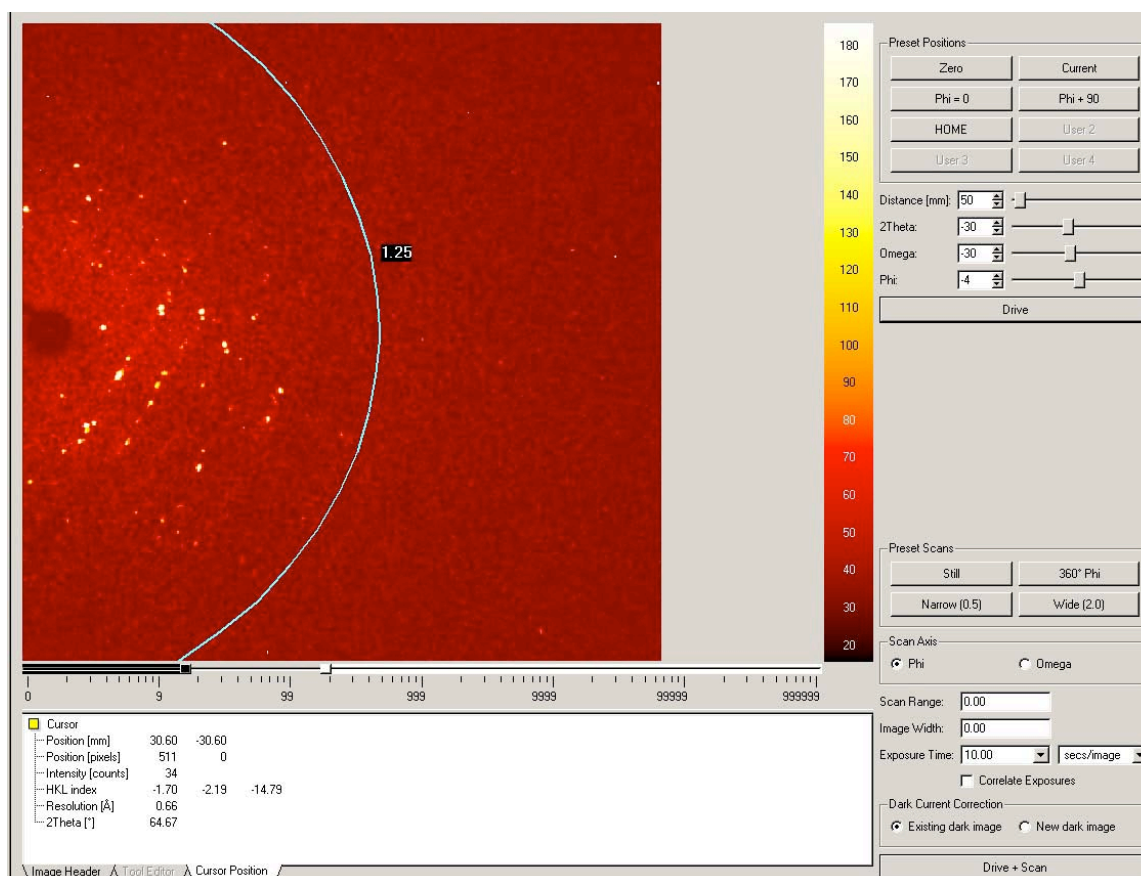 1.25
180
170
160
150
140
130
120
110
100
90
80
70
60
50
40
30
20
0 9 99 999 9999 99999 999999
Cursor
Position [mm] 30.60 -30.60
Position [pixels] 511 0
Intensity [counts] 34
HKL index -1.70 -2.19 -14.79
Resolution [Å] 0.66
2Theta [°] 64.67
Image Header Tool Editor Cursor Position
Preset Positions
Zero Current
Phi = 0 Phi + 90
HOME User 2
User 3 User 4
Distance [mm]: 50
2Theta: -30
Omega: -30
Phi: -4
Drive
Preset Scans
Still 360° Phi
Narrow (0.5) Wide (2.0)
Scan Axis
Phi Omega
Scan Range: 0.00
Image Width: 0.00
Exposure Time: 10.00 secs/image
Correlate Exposures
Dark Current Correction
Existing dark image New dark image
Drive + Scan